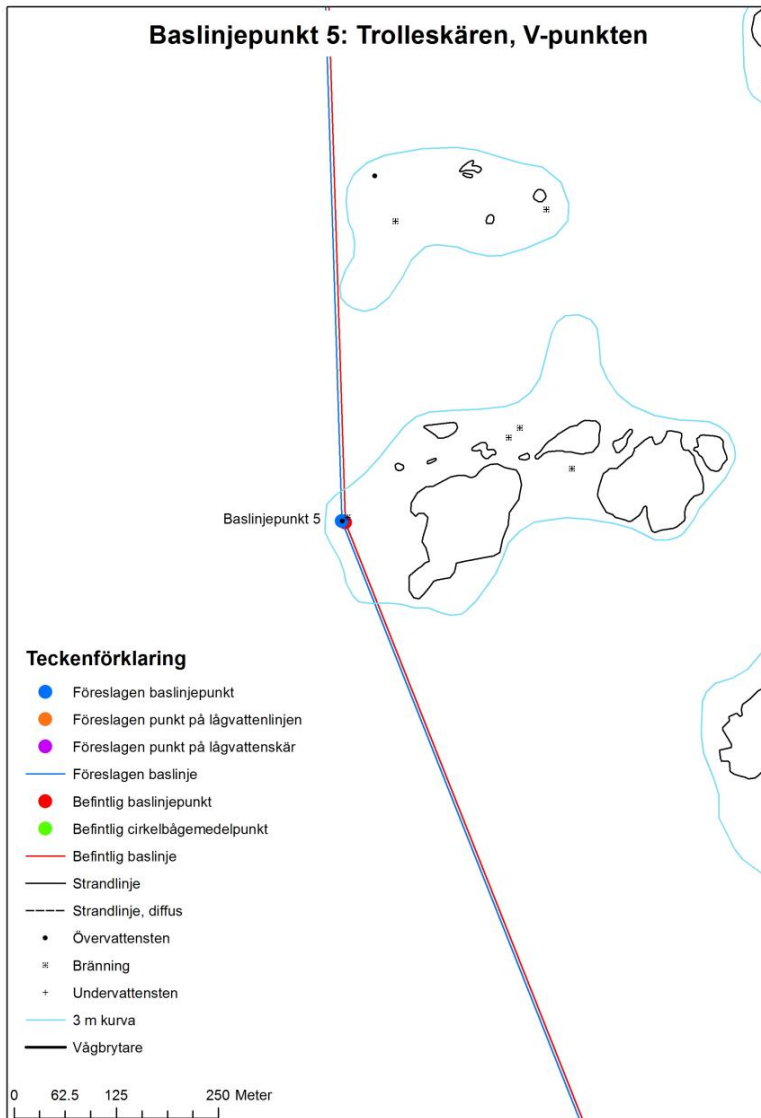 Baslinjepunkt 5: Trolleskären, V-punkten
Baslinjepunkt 5
Teckenförklaring
Föreslagen baslinjepunkt
Föreslagen punkt på lågvattenlinjen
Föreslagen punkt på lågvattenskär
Föreslagen baslinje
Befintlig baslinjepunkt
Befintlig cirkelbågemedelpunkt
Befintlig baslinje
Strandlinje
Strandlinje, diffus
Övervattensten
Bränning
Undervattensten
3 m kurva
Vågbrytare
0 62.5 125 250 Meter